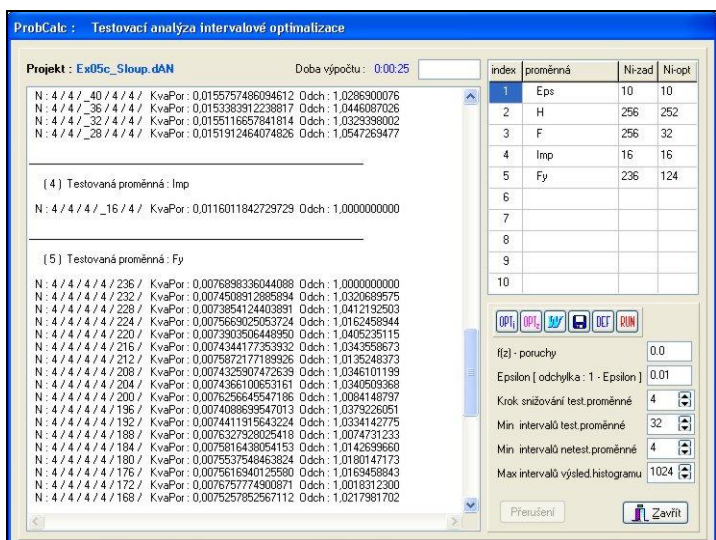 ProbCalc : Testovací analýza intervalové optimalizace
Projekt : Ex05c_Sloup.dAN Doba výpočtu : 0:00:25
N : 4 / 4 / _40 / 4 / 4 / KvaPor : 0,0155757486094612 Odch : 1,0286900076
N : 4 / 4 / _36 / 4 / 4 / KvaPor : 0,0153383912238817 Odch : 1,0446087026
N : 4 / 4 / _32 / 4 / 4 / KvaPor : 0,0155116657841814 Odch : 1,0329398002
N : 4 / 4 / _28 / 4 / 4 / KvaPor : 0,0151912464074826 Odch : 1,0547269477
( 4 ) Testovaná proměnná : Imp
N : 4 / 4 / 4 / _16 / 4 / KvaPor : 0,0116011842729729 Odch : 1,0000000000
( 5 ) Testovaná proměnná : Fy
N : 4 / 4 / 4 / 4 / 236 / KvaPor : 0,0076898336044088 Odch : 1,0000000000
N : 4 / 4 / 4 / 4 / 232 / KvaPor : 0,0074508912885894 Odch : 1,0320689575
N : 4 / 4 / 4 / 4 / 228 / KvaPor : 0,0073854124403891 Odch : 1,0412192503
N : 4 / 4 / 4 / 4 / 224 / KvaPor : 0,0075669025053724 Odch : 1,0162458944
N : 4 / 4 / 4 / 4 / 220 / KvaPor : 0,0073903506448950 Odch : 1,0405235115
N : 4 / 4 / 4 / 4 / 216 / KvaPor : 0,0074344177353932 Odch : 1,0343558673
N : 4 / 4 / 4 / 4 / 212 / KvaPor : 0,0075872177189926 Odch : 1,0135248373
N : 4 / 4 / 4 / 4 / 208 / KvaPor : 0,0074325907472639 Odch : 1,0346101199
N : 4 / 4 / 4 / 4 / 204 / KvaPor : 0,0074366100653161 Odch : 1,0340509368
N : 4 / 4 / 4 / 4 / 200 / KvaPor : 0,0076256645547186 Odch : 1,0084148797
N : 4 / 4 / 4 / 4 / 196 / KvaPor : 0,0074088699547013 Odch : 1,0379226051
N : 4 / 4 / 4 / 4 / 192 / KvaPor : 0,0074411915643224 Odch : 1,0334142775
N : 4 / 4 / 4 / 4 / 188 / KvaPor : 0,0076327928025418 Odch : 1,0074731233
N : 4 / 4 / 4 / 4 / 184 / KvaPor : 0,0075816438054153 Odch : 1,0142699660
N : 4 / 4 / 4 / 4 / 180 / KvaPor : 0,0075537548463824 Odch : 1,0180147173
N : 4 / 4 / 4 / 4 / 176 / KvaPor : 0,0075616940125580 Odch : 1,0169458843
N : 4 / 4 / 4 / 4 / 172 / KvaPor : 0,0076757774900871 Odch : 1,0018312300
N : 4 / 4 / 4 / 4 / 168 / KvaPor : 0,0075257852567112 Odch : 1,0217981702
index proměnná Ni-zad Ni-opt
1 Eps 10 10
2 H 256 252
3 F 256 32
4 Imp 16 16
5 Fy 236 124
6
7
8
9
10
OPT1 OPT2 DEF RUN
f(z) - poruchy 0.0
Epsilon [ odchylka : 1 - Epsilon ] 0.01
Krok snižování test.proměnné 4
Min intervalů test.proměnné 32
Min intervalů netest.proměnné 4
Max intervalů výsled.histogramu 1024
Přerušení Zavřít